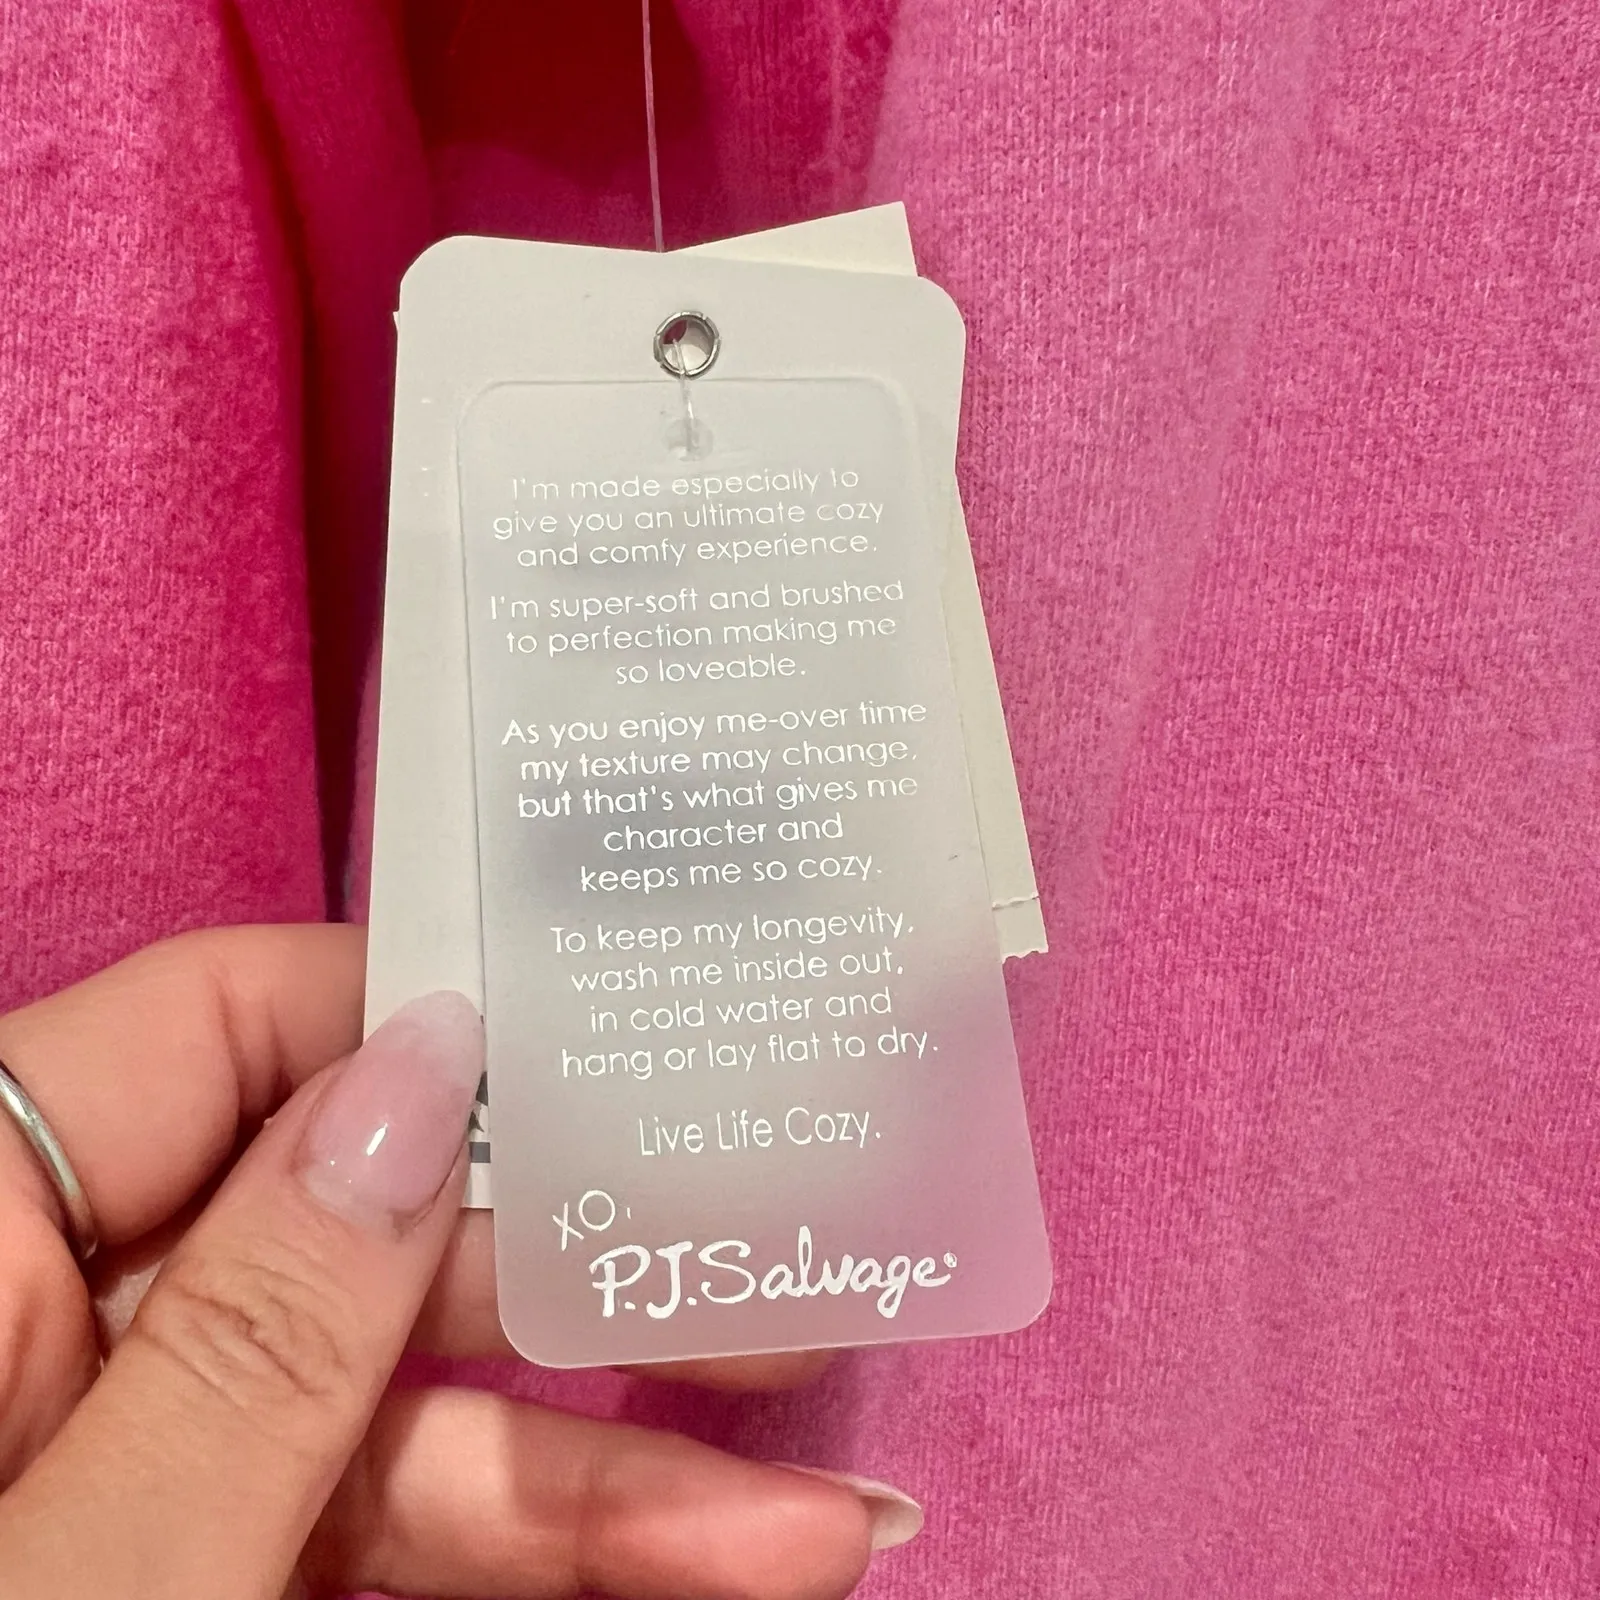 I'm made especially to
give you an ultimate cozy
and comfy experience.
I'm super-soft and brushed
to perfection making me
so loveable.
As you enjoy me-over time
my texture may change,
but that's what gives me
character and
keeps me so cozy.
To keep my longevity,
wash me inside out,
in cold water and
hang or lay flat to dry.
Live Life Cozy.
XO,
P.J.Salvage®